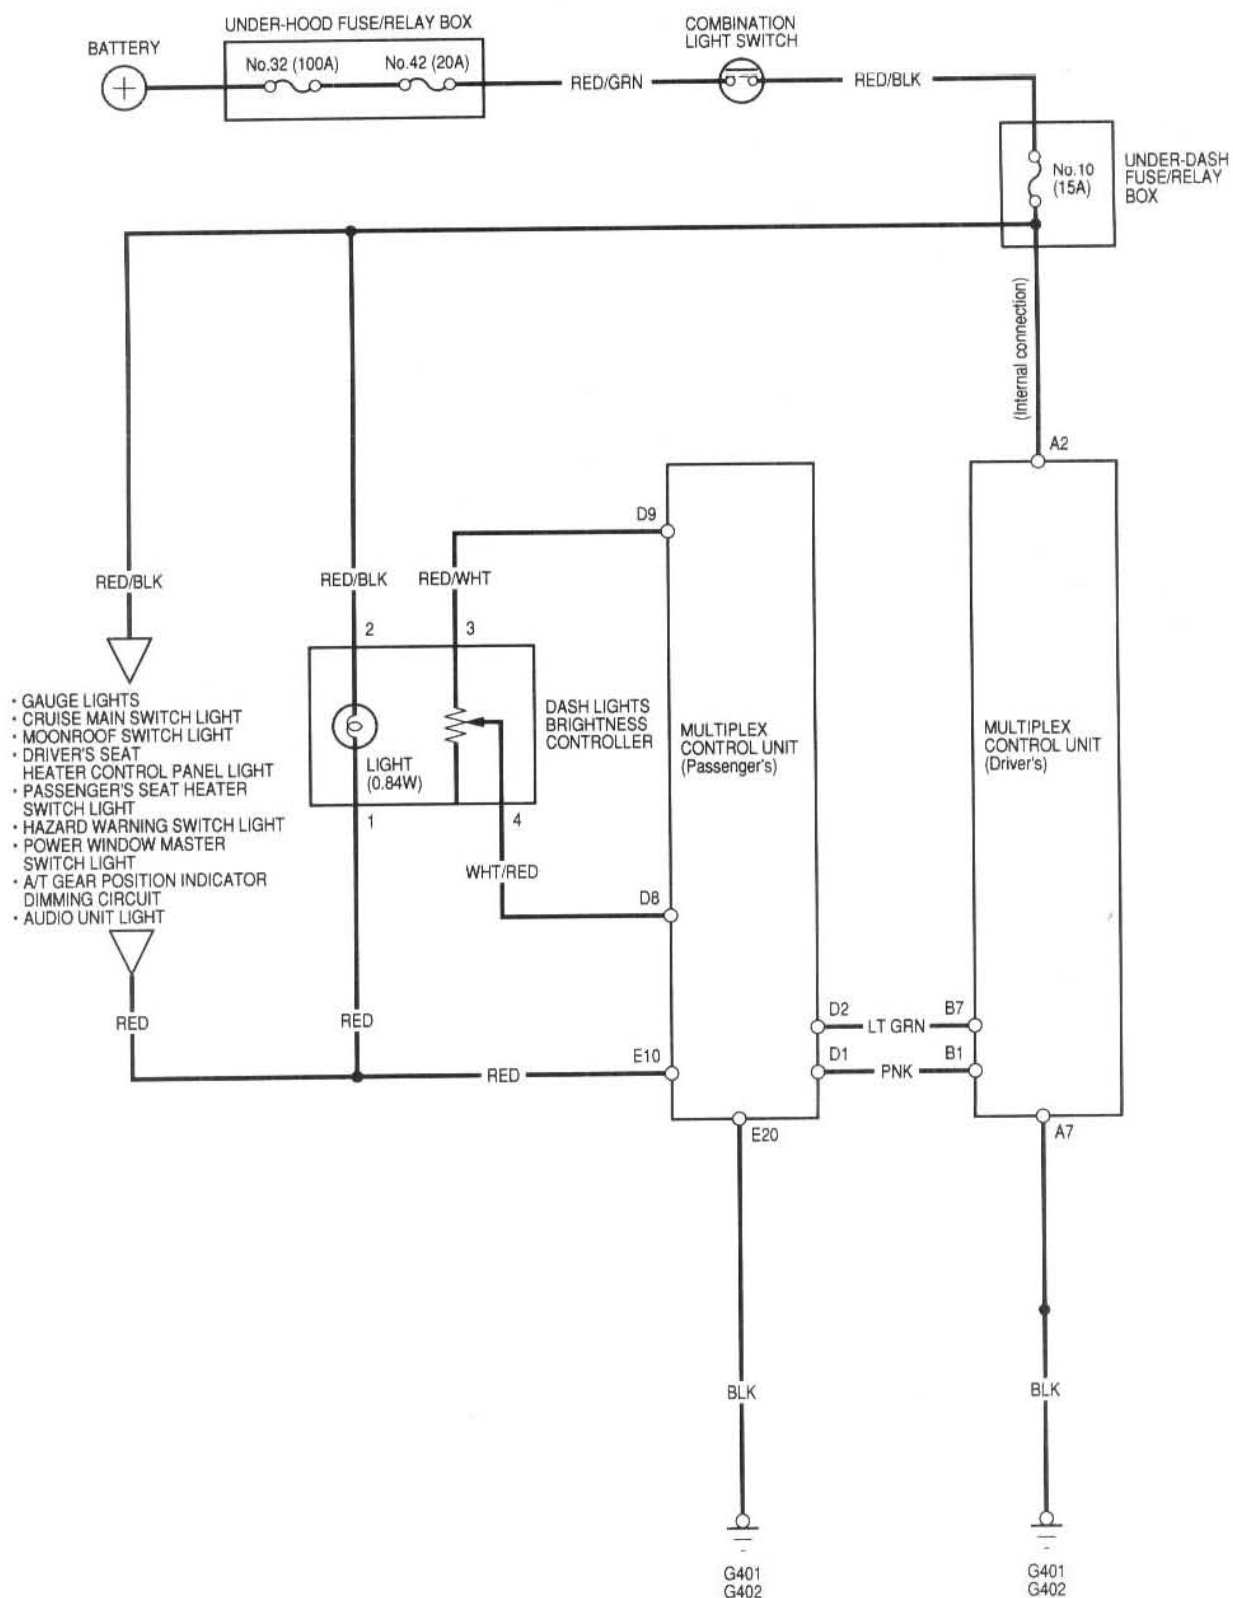 UNDER-HOOD FUSE/RELAY BOX
COMBINATION
LIGHT SWITCH
BATTERY
No.32 (100A)
No.42 (20A)
RED/GRN
RED/BLK
No.10
(15A)
UNDER-DASH
FUSE/RELAY
BOX
(Internal connection)
A2
D9
RED/BLK
RED/BLK
RED/WHT
2
3
• GAUGE LIGHTS
• CRUISE MAIN SWITCH LIGHT
• MOONROOF SWITCH LIGHT
• DRIVER'S SEAT
HEATER CONTROL PANEL LIGHT
• PASSENGER'S SEAT HEATER
SWITCH LIGHT
• HAZARD WARNING SWITCH LIGHT
• POWER WINDOW MASTER
SWITCH LIGHT
• A/T GEAR POSITION INDICATOR
DIMMING CIRCUIT
• AUDIO UNIT LIGHT
LIGHT
(0.84W)
DASH LIGHTS
BRIGHTNESS
CONTROLLER
MULTIPLEX
CONTROL UNIT
(Passenger's)
MULTIPLEX
CONTROL UNIT
(Driver's)
1
4
WHT/RED
D8
D2
LT GRN
B7
RED
RED
E10
RED
D1
PNK
B1
E20
A7
BLK
BLK
G401
G402
G401
G402